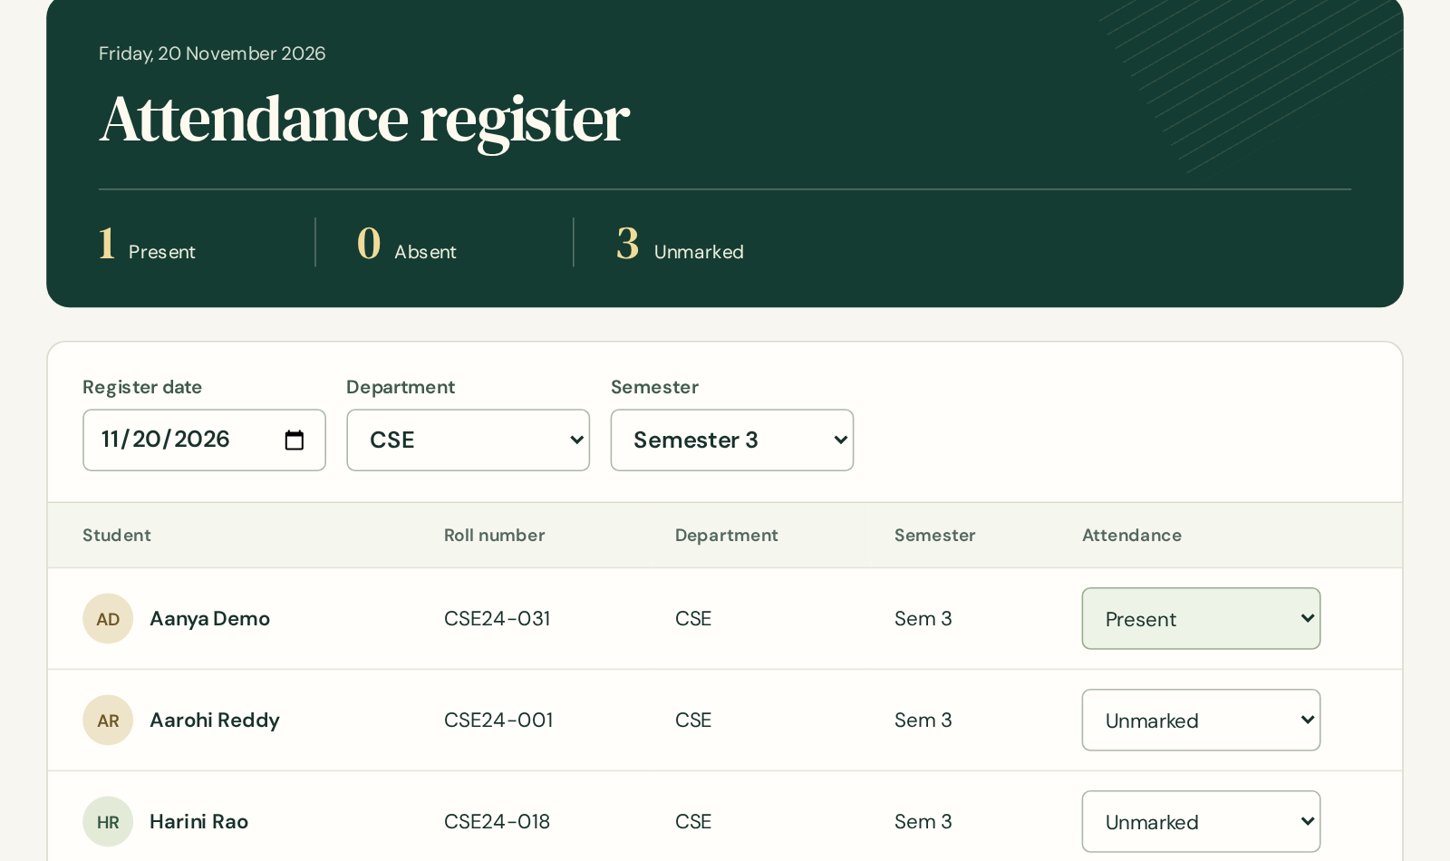 Friday, 20 November 2026
Attendance register
1 Present 0 Absent 3 Unmarked
Register date Department Semester
11/20/2026 CSE Semester 3
Student Roll number Department Semester Attendance
AD Aanya Demo CSE24-031 CSE Sem 3 Present
AR Aarohi Reddy CSE24-001 CSE Sem 3 Unmarked
HR Harini Rao CSE24-018 CSE Sem 3 Unmarked